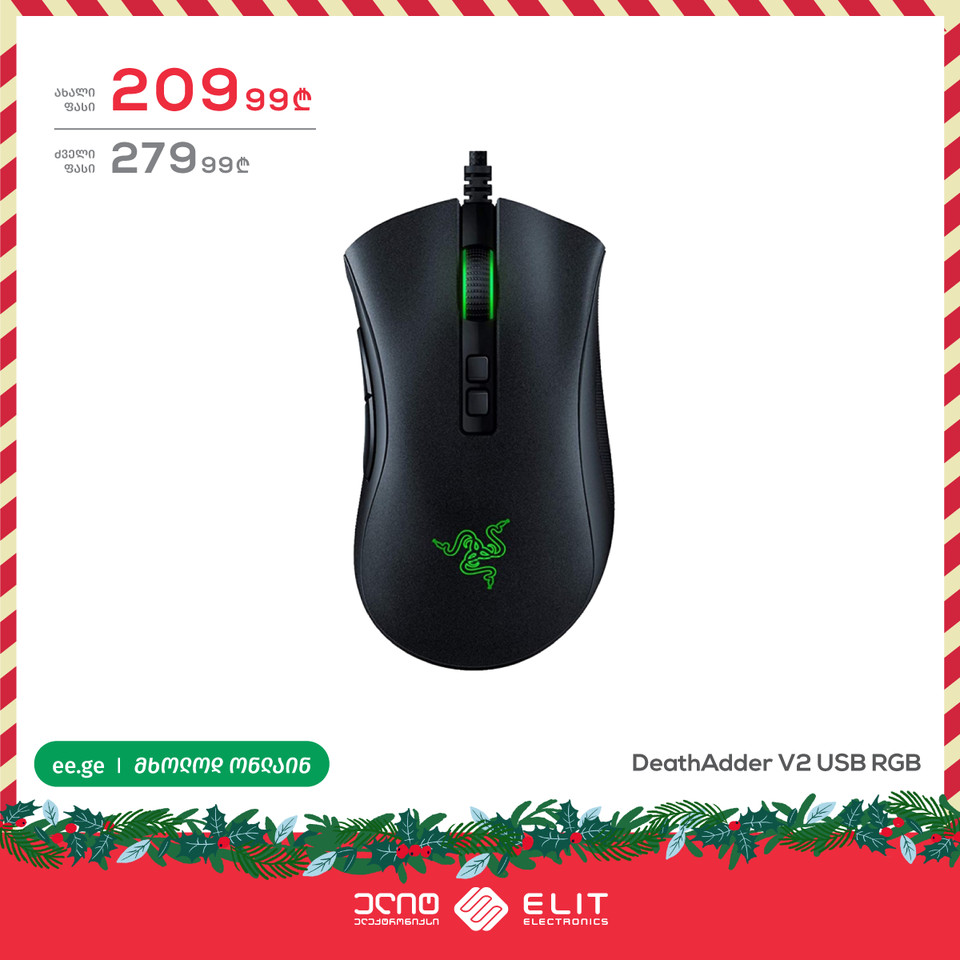 ახალი
ფასი
209 99₾
ძველი
ფასი
279 99₾
ee.ge | მხოლოდ ონლაინ
DeathAdder V2 USB RGB
ელიტ
ელექტრონიქსი
ELIT
ELECTRONICS